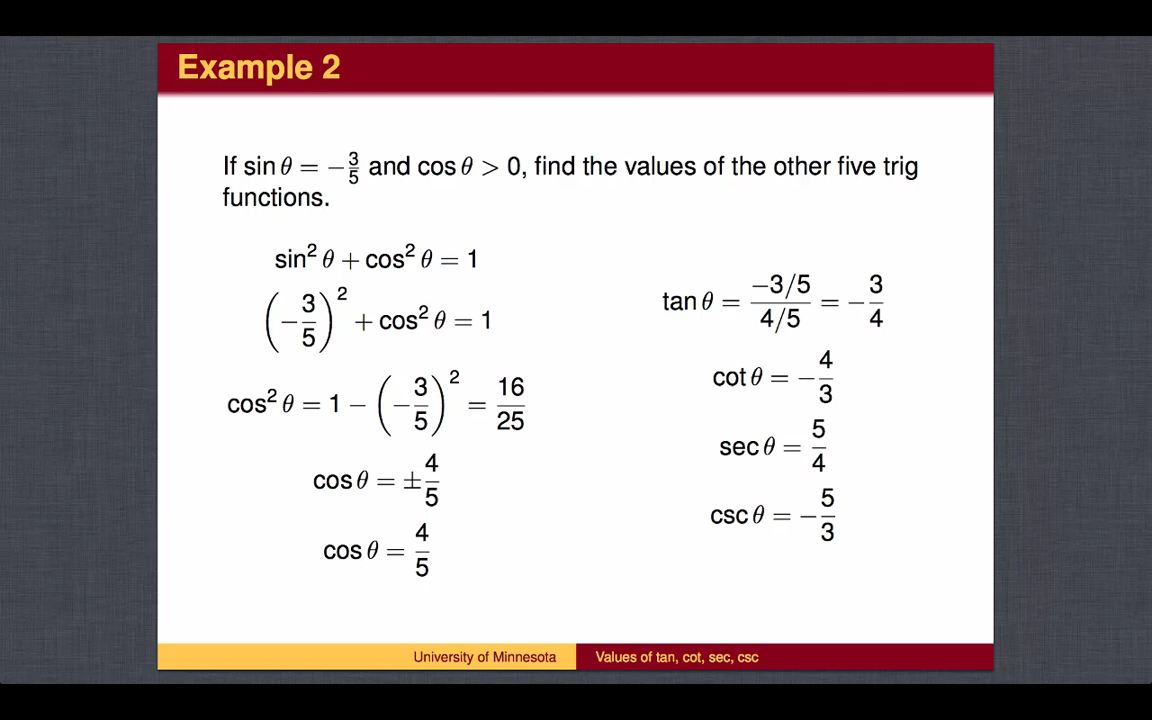 Example 2
If sin θ = −3/5 and cos θ > 0, find the values of the other five trig
functions.
sin² θ + cos² θ = 1
(−3/5)² + cos² θ = 1
cos² θ = 1 − (−3/5)² = 16/25
cos θ = ±4/5
cos θ = 4/5
tan θ = (−3/5)/(4/5) = −3/4
cot θ = −4/3
sec θ = 5/4
csc θ = −5/3
University of Minnesota
Values of tan, cot, sec, csc